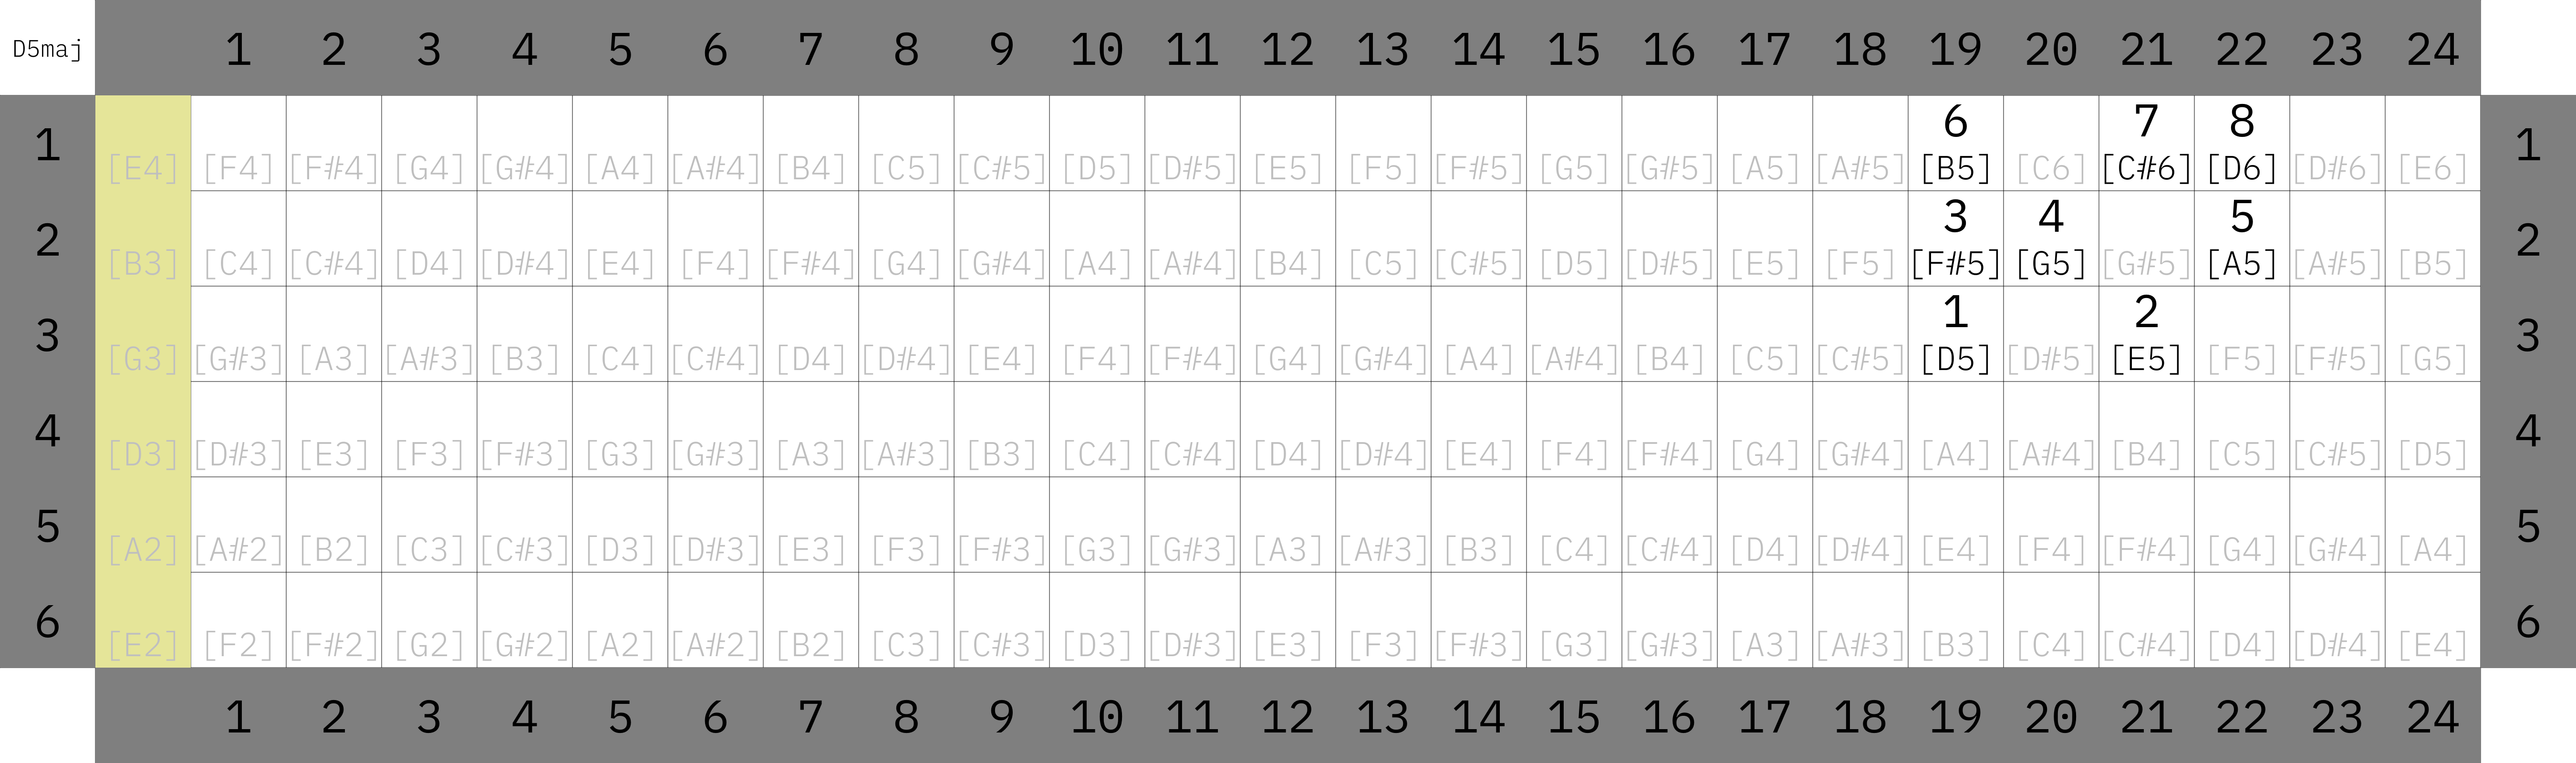 D5maj 1 2 3 4 5 6 7 8 9 10 11 12 13 14 15 16 17 18 19 20 21 22 23 24
6 7 8
1 [E4] [F4] [F#4] [G4] [G#4] [A4] [A#4] [B4] [C5] [C#5] [D5] [D#5] [E5] [F5] [F#5] [G5] [G#5] [A5] [A#5] [B5] [C6] [C#6] [D6] [D#6] [E6] 1
3 4 5
2 [B3] [C4] [C#4] [D4] [D#4] [E4] [F4] [F#4] [G4] [G#4] [A4] [A#4] [B4] [C5] [C#5] [D5] [D#5] [E5] [F5] [F#5] [G5] [G#5] [A5] [A#5] [B5] 2
1 2
3 [G3] [G#3] [A3] [A#3] [B3] [C4] [C#4] [D4] [D#4] [E4] [F4] [F#4] [G4] [G#4] [A4] [A#4] [B4] [C5] [C#5] [D5] [D#5] [E5] [F5] [F#5] [G5] 3
4 [D3] [D#3] [E3] [F3] [F#3] [G3] [G#3] [A3] [A#3] [B3] [C4] [C#4] [D4] [D#4] [E4] [F4] [F#4] [G4] [G#4] [A4] [A#4] [B4] [C5] [C#5] [D5] 4
5 [A2] [A#2] [B2] [C3] [C#3] [D3] [D#3] [E3] [F3] [F#3] [G3] [G#3] [A3] [A#3] [B3] [C4] [C#4] [D4] [D#4] [E4] [F4] [F#4] [G4] [G#4] [A4] 5
6 [E2] [F2] [F#2] [G2] [G#2] [A2] [A#2] [B2] [C3] [C#3] [D3] [D#3] [E3] [F3] [F#3] [G3] [G#3] [A3] [A#3] [B3] [C4] [C#4] [D4] [D#4] [E4] 6
1 2 3 4 5 6 7 8 9 10 11 12 13 14 15 16 17 18 19 20 21 22 23 24